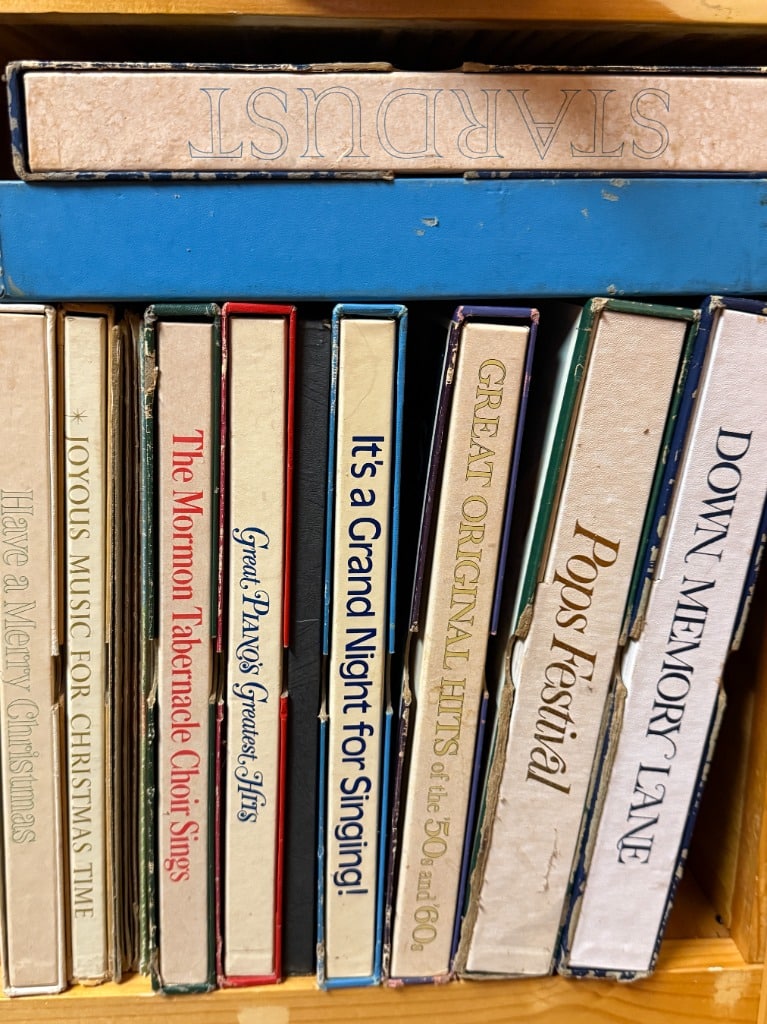 STARDUST
Have a Merry Christmas
* JOYOUS MUSIC FOR CHRISTMAS TIME
The Mormon Tabernacle Choir Sings
Great PIANO'S Greatest Hits
It's a Grand Night for Singing!
GREAT ORIGINAL HITS of the '50s and '60s
Pops Festival
DOWN MEMORY LANE